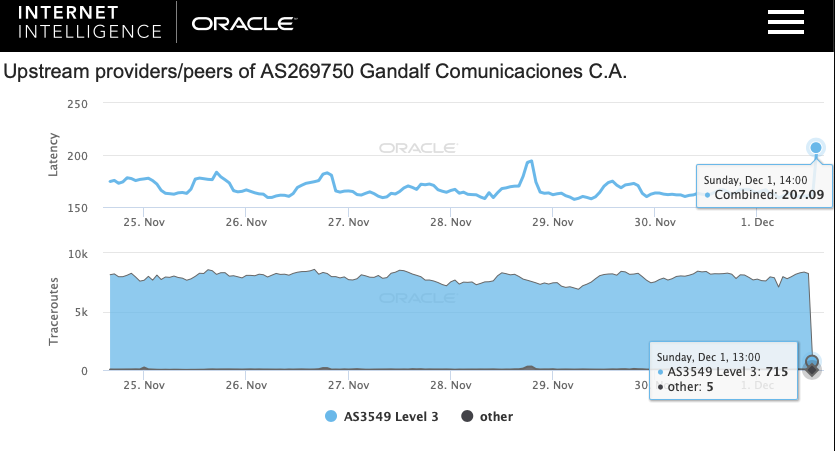 INTERNET
INTELLIGENCE
ORACLE
Upstream providers/peers of AS269750 Gandalf Comunicaciones C.A.
250
200
150
Latency
ORACLE
Sunday, Dec 1, 14:00
Combined: 207.09
25. Nov 26. Nov 27. Nov 28. Nov 29. Nov 30. Nov 1. Dec
10k
5k
0
Traceroutes
ORACLE
Sunday, Dec 1, 13:00
AS3549 Level 3: 715
other: 5
25. Nov 26. Nov 27. Nov 28. Nov 29. Nov 30 1. Dec
AS3549 Level 3 other